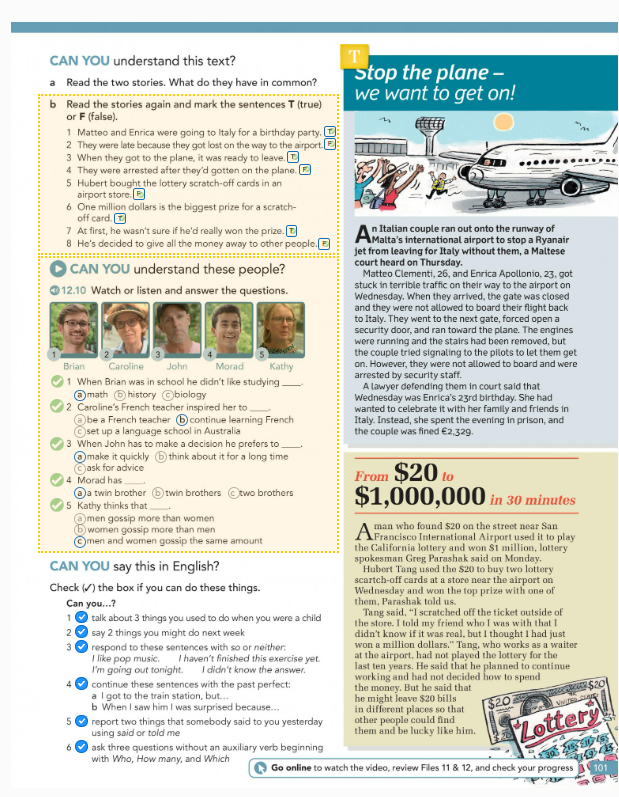 CAN YOU understand this text?
a Read the two stories. What do they have in common?
b Read the stories again and mark the sentences T (true)
or F (false).
1 Matteo and Enrica were going to Italy for a birthday party. T
2 They were late because they got lost on the way to the airport. F
3 When they got to the plane, it was ready to leave. T
4 They were arrested after they'd gotten on the plane. F
5 Hubert bought the lottery scratch-off cards in an
airport store. F
6 One million dollars is the biggest prize for a scratch-
off card. T
7 At first, he wasn't sure if he'd really won the prize. T
8 He's decided to give all the money away to other people. F
CAN YOU understand these people?
12.10 Watch or listen and answer the questions.
1 2 3 4 5
Brian Caroline John Morad Kathy
1 When Brian was in school he didn't like studying ____.
a math b history c biology
2 Caroline's French teacher inspired her to ____.
a be a French teacher b continue learning French
c set up a language school in Australia
3 When John has to make a decision he prefers to ____.
a make it quickly b think about it for a long time
c ask for advice
4 Morad has ____.
a a twin brother b twin brothers c two brothers
5 Kathy thinks that ____.
a men gossip more than women
b women gossip more than men
c men and women gossip the same amount
CAN YOU say this in English?
Check (✓) the box if you can do these things.
Can you...?
1 talk about 3 things you used to do when you were a child
2 say 2 things you might do next week
3 respond to these sentences with so or neither:
I like pop music. I haven't finished this exercise yet.
I'm going out tonight. I didn't know the answer.
4 continue these sentences with the past perfect:
a I got to the train station, but...
b When I saw him I was surprised because...
5 report two things that somebody said to you yesterday
using said or told me
6 ask three questions without an auxiliary verb beginning
with Who, How many, and Which
T
Stop the plane –
we want to get on!
An Italian couple ran out onto the runway of
Malta's international airport to stop a Ryanair
jet from leaving for Italy without them, a Maltese
court heard on Thursday.
Matteo Clementi, 26, and Enrica Apollonio, 23, got
stuck in terrible traffic on their way to the airport on
Wednesday. When they arrived, the gate was closed
and they were not allowed to board their flight back
to Italy. They went to the next gate, forced open a
security door, and ran toward the plane. The engines
were running and the stairs had been removed, but
the couple tried signaling to the pilots to let them get
on. However, they were not allowed to board and were
arrested by security staff.
A lawyer defending them in court said that
Wednesday was Enrica's 23rd birthday. She had
wanted to celebrate it with her family and friends in
Italy. Instead, she spent the evening in prison, and
the couple was fined €2,329.
From $20 to
$1,000,000 in 30 minutes
A man who found $20 on the street near San
Francisco International Airport used it to play
the California lottery and won $1 million, lottery
spokesman Greg Parashak said on Monday.
Hubert Tang used the $20 to buy two lottery
scartch-off cards at a store near the airport on
Wednesday and won the top prize with one of
them, Parashak told us.
Tang said, "I scratched off the ticket outside of
the store. I told my friend who I was with that I
didn't know if it was real, but I thought I had just
won a million dollars." Tang, who works as a waiter
at the airport, had not played the lottery for the
last ten years. He said that he planned to continue
working and had not decided how to spend
the money. But he said that
he might leave $20 bills
in different places so that
other people could find
them and be lucky like him.
$20
$20
Lottery
Go online to watch the video, review Files 11 & 12, and check your progress
101